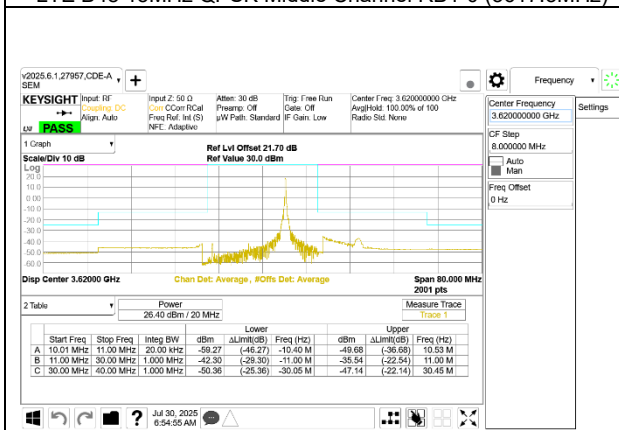 v2025.6.1,27957,CDE-A
SEM
Frequency
KEYSIGHT
Input: RF
Coupling: DC
Align: Auto
Input Z: 50 Ω
Corr CCorr RCal
Freq Ref: Int (S)
NFE: Adaptive
Atten: 30 dB
Preamp: Off
µW Path: Standard
Trig: Free Run
Gate: Off
IF Gain: Low
Center Freq: 3.620000000 GHz
Avg|Hold: 100.00% of 100
Radio Std: None
PASS
Center Frequency
3.620000000 GHz
Settings
CF Step
8.000000 MHz
Auto
Man
Freq Offset
0 Hz
1 Graph
Scale/Div 10 dB
Ref Lvl Offset 21.70 dB
Ref Value 30.0 dBm
Log
20.0
10.0
0.00
-10.0
-20.0
-30.0
-40.0
-50.0
-60.0
Disp Center 3.62000 GHz
Chan Det: Average , #Offs Det: Average
Span 80.000 MHz
2001 pts
2 Table
Power
26.40 dBm / 20 MHz
Measure Trace
Trace 1
Lower Upper
Start Freq Stop Freq Integ BW dBm ΔLimit(dB) Freq (Hz) dBm ΔLimit(dB) Freq (Hz)
A 10.01 MHz 11.00 MHz 20.00 kHz -59.27 (-46.27) -10.40 M -49.68 (-36.68) 10.53 M
B 11.00 MHz 30.00 MHz 1.000 MHz -42.30 (-29.30) -11.00 M -35.54 (-22.54) 11.00 M
C 30.00 MHz 40.00 MHz 1.000 MHz -50.36 (-25.36) -30.05 M -47.14 (-22.14) 30.45 M
Jul 30, 2025
6:54:55 AM